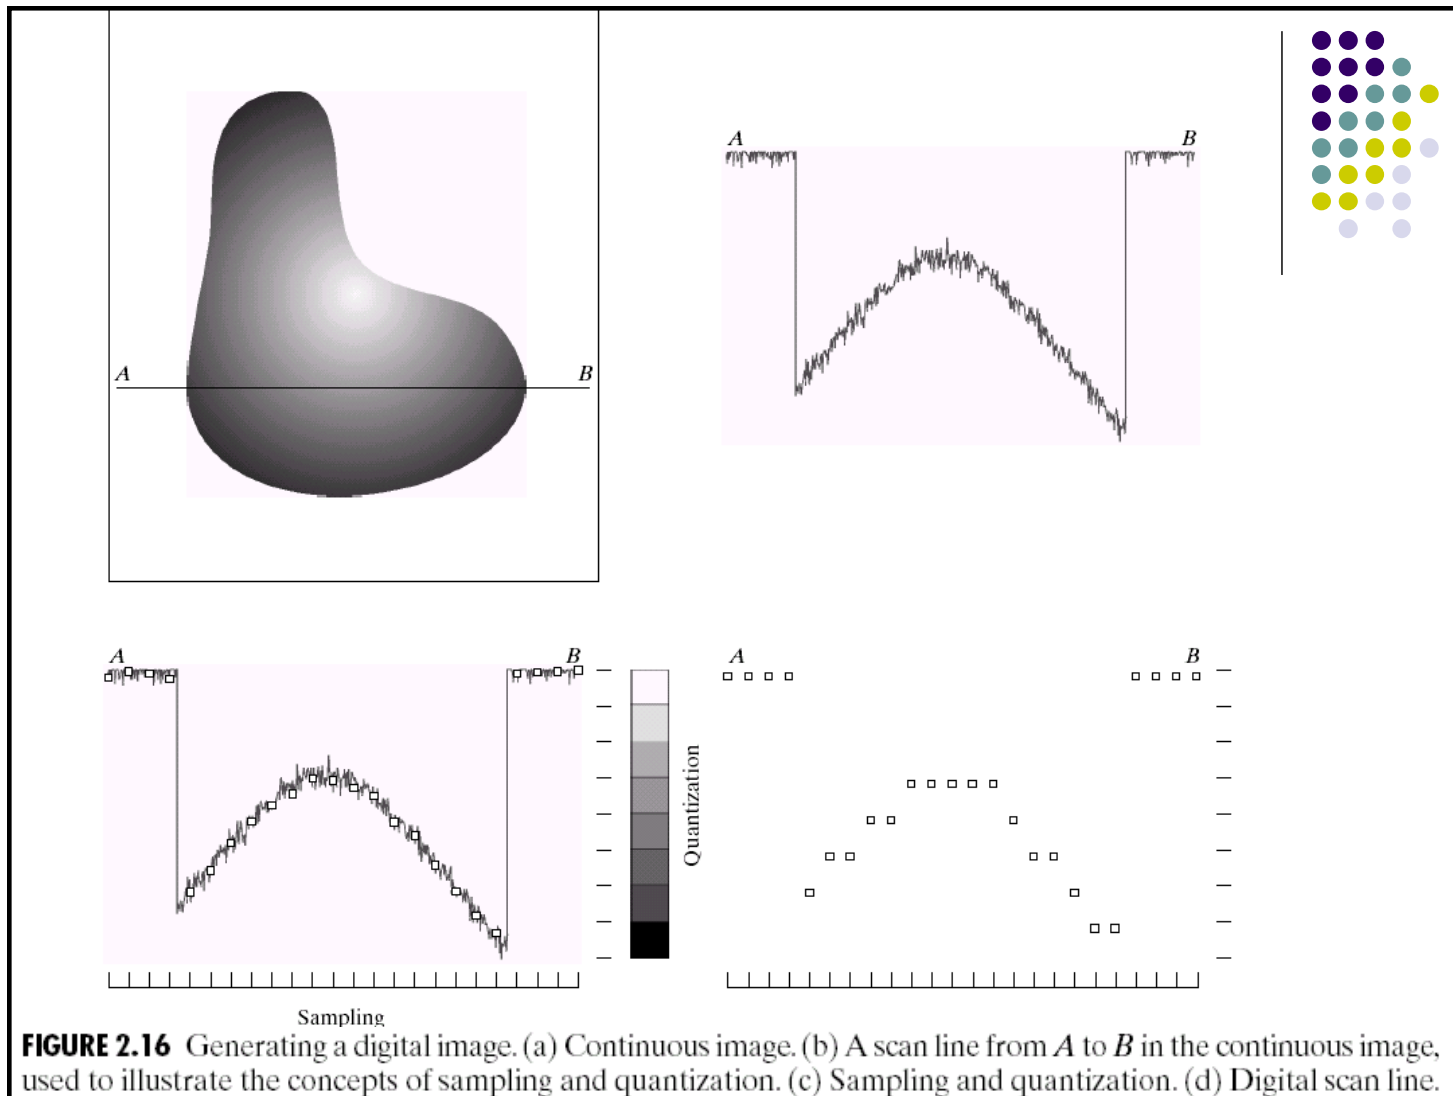 A B
A B
A B
Quantization
A B
Sampling
FIGURE 2.16 Generating a digital image. (a) Continuous image. (b) A scan line from A to B in the continuous image,
used to illustrate the concepts of sampling and quantization. (c) Sampling and quantization. (d) Digital scan line.